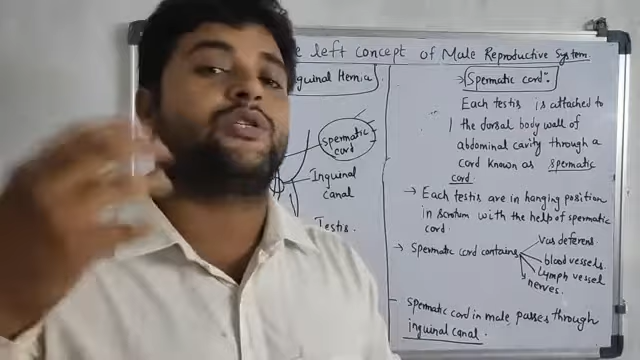 e left concept of Male Reproductive System
guinal Hernia
spermatic
cord
Inguinal
canal
Testis.
→ Spermatic cord:
Each testis is attached to
the dorsal body wall of
abdominal cavity through a
cord known as spermatic
cord
→ Each testis are in hanging position
in scrotum with the help of spermatic
cord.
→ Spermatic cord contains
Vas deferens.
blood vessels.
Lymph vessel
nerves.
spermatic cord in male passes through
inguinal canal.